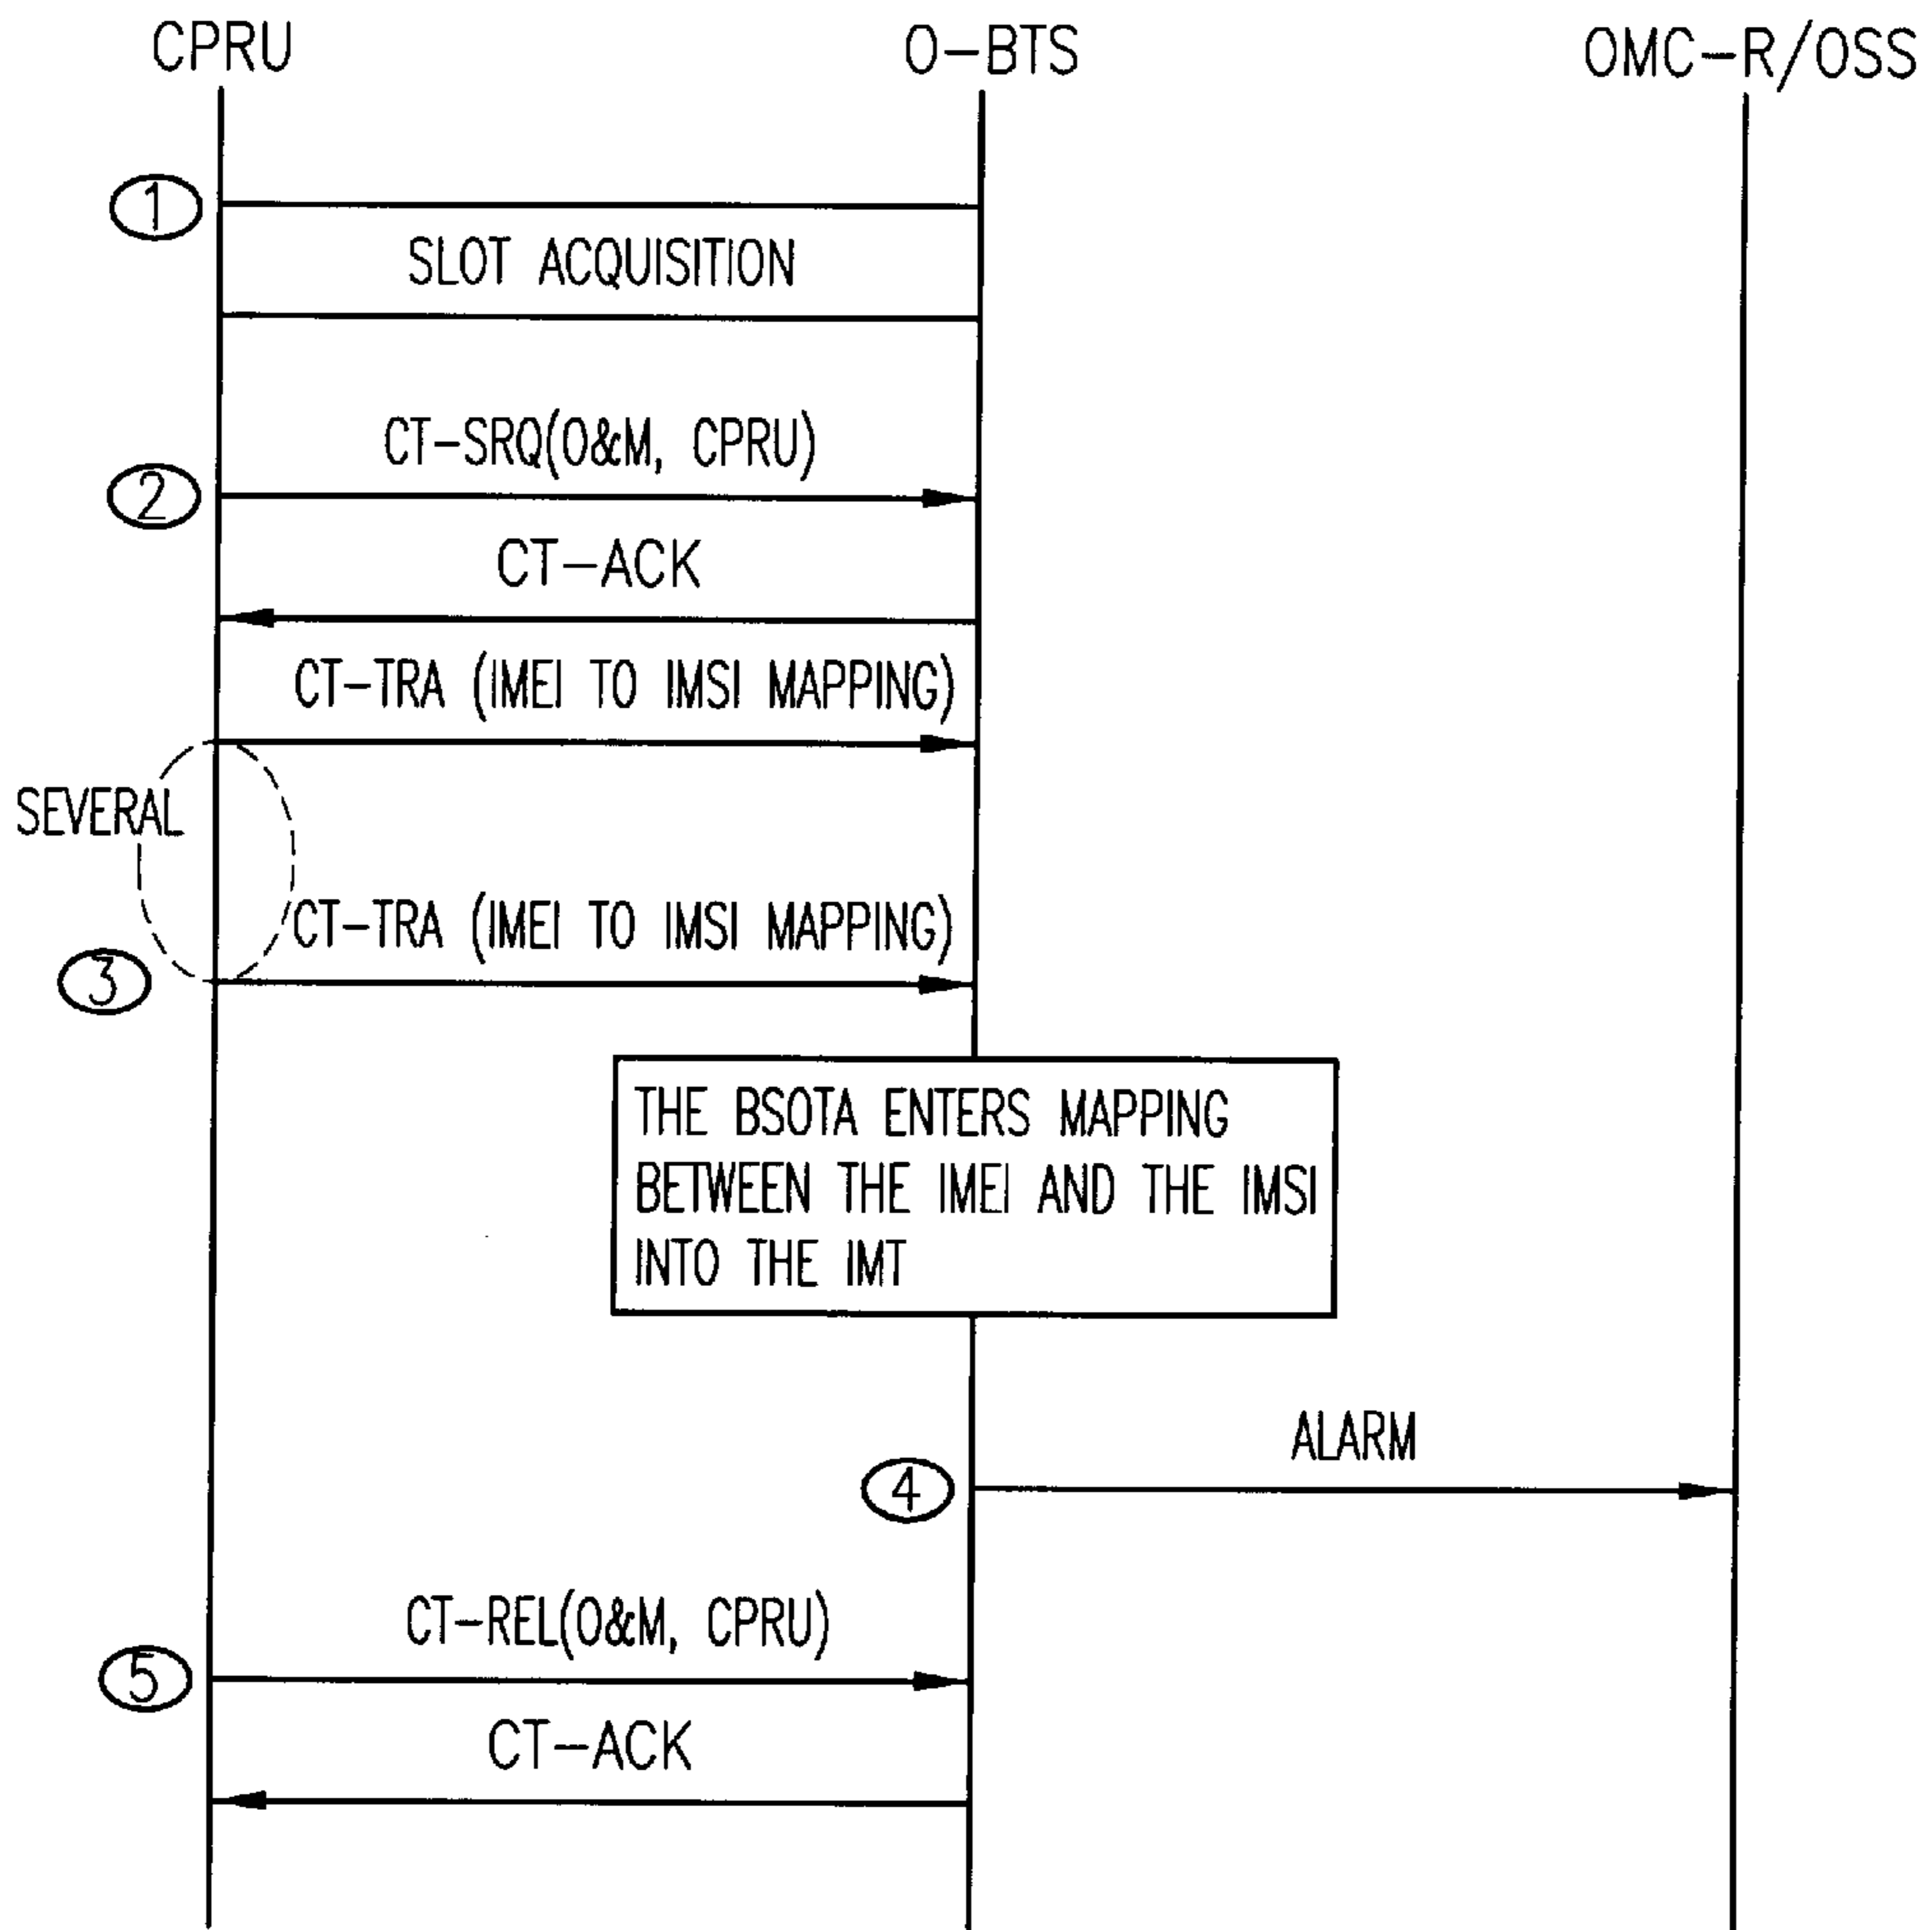 CPRU O-BTS OMC-R/OSS
1
SLOT ACQUISITION
CT-SRQ(O&M, CPRU)
2
CT-ACK
CT-TRA (IMEI TO IMSI MAPPING)
SEVERAL
CT-TRA (IMEI TO IMSI MAPPING)
3
THE BSOTA ENTERS MAPPING
BETWEEN THE IMEI AND THE IMSI
INTO THE IMT
ALARM
4
CT-REL(O&M, CPRU)
5
CT-ACK